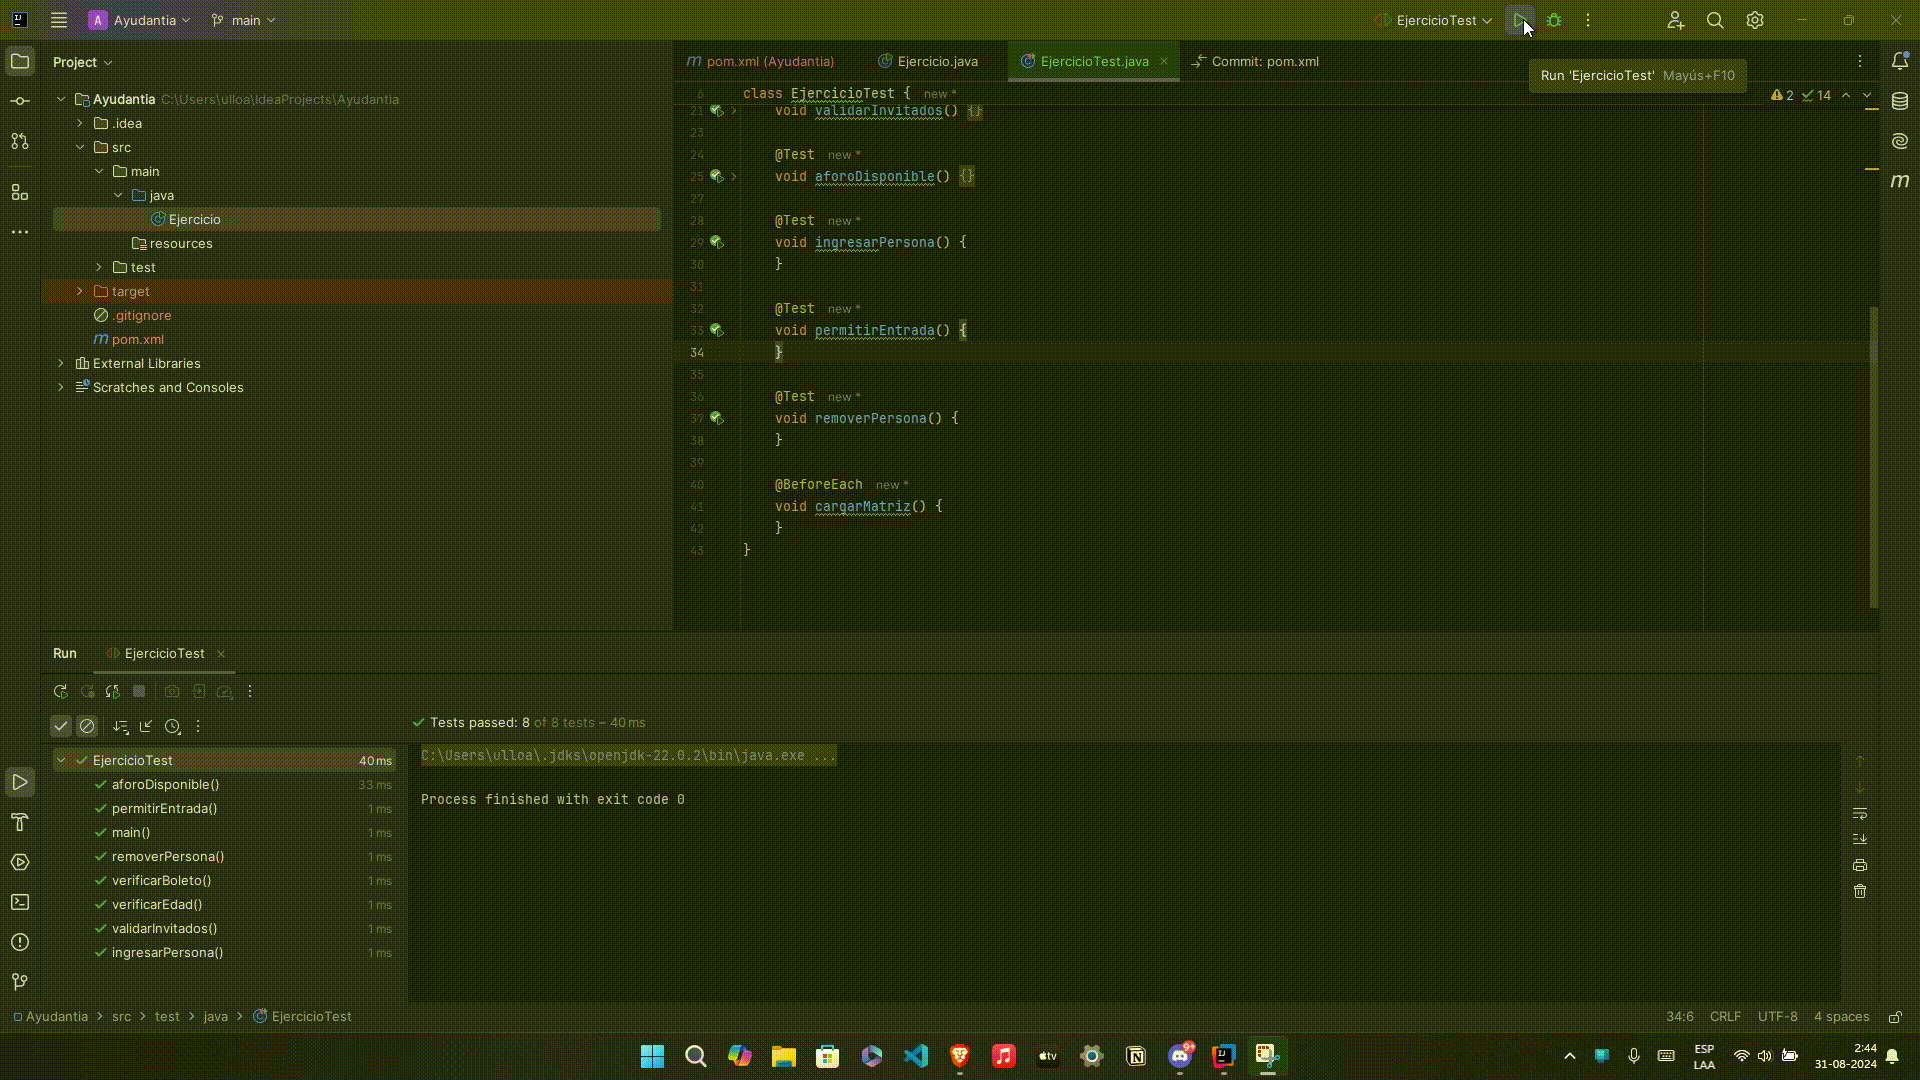 A Ayudantia main EjercicioTest
Project
pom.xml (Ayudantia) Ejercicio.java EjercicioTest.java Commit: pom.xml
Run 'EjercicioTest' Mayús+F10
Ayudantia C:\Users\ulloa\IdeaProjects\Ayudantia
.idea
src
main
java
Ejercicio
resources
test
target
.gitignore
pom.xml
External Libraries
Scratches and Consoles
2 14
6 class EjercicioTest { new *
21 void validarInvitados() {}
23
24 @Test new *
25 void aforoDisponible() {}
27
28 @Test new *
29 void ingresarPersona() {
30 }
31
32 @Test new *
33 void permitirEntrada() {
34 }
35
36 @Test new *
37 void removerPersona() {
38 }
39
40 @BeforeEach new *
41 void cargarMatriz() {
42 }
43 }
Run EjercicioTest
Tests passed: 8 of 8 tests – 40 ms
EjercicioTest 40 ms
aforoDisponible() 33 ms
permitirEntrada() 1 ms
main() 1 ms
removerPersona() 1 ms
verificarBoleto() 1 ms
verificarEdad() 1 ms
validarInvitados() 1 ms
ingresarPersona() 1 ms
C:\Users\ulloa\.jdks\openjdk-22.0.2\bin\java.exe ...
Process finished with exit code 0
Ayudantia > src > test > java > EjercicioTest
34:6 CRLF UTF-8 4 spaces
tv
9+
ESP
LAA
2:44
31-08-2024